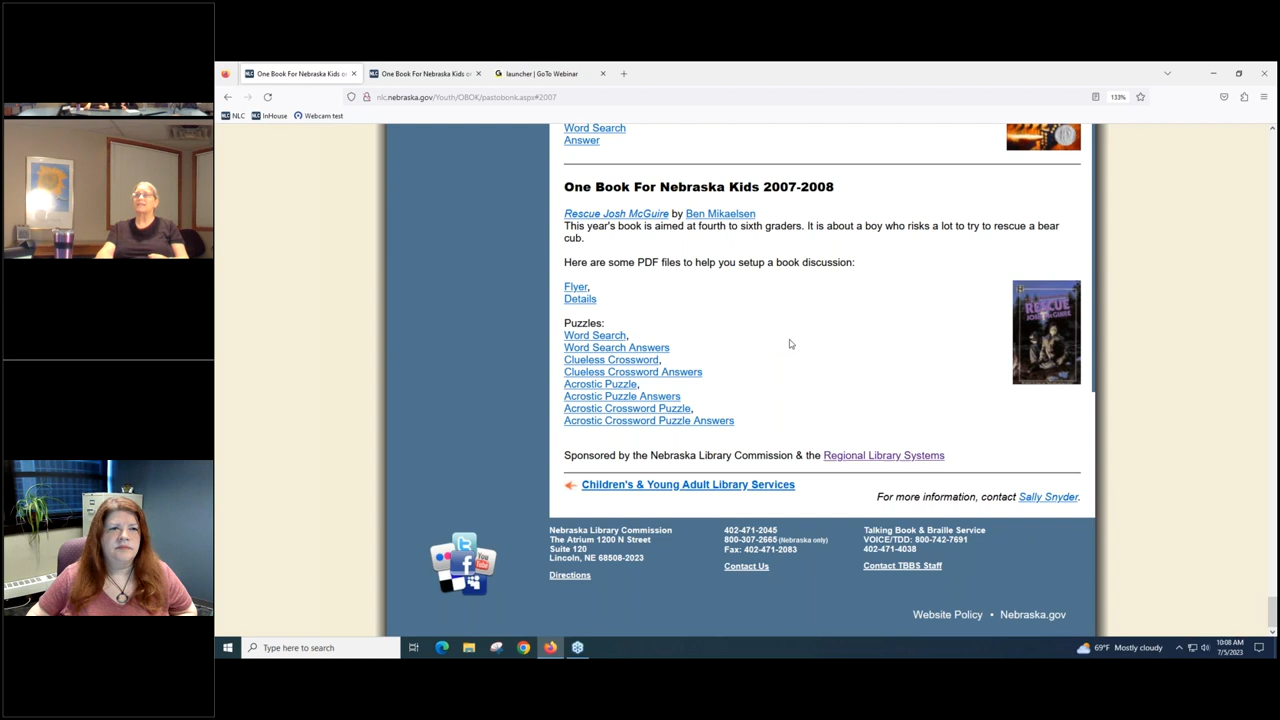 One Book For Nebraska Kids o
One Book For Nebraska Kids o
launcher | GoTo Webinar
nlc.nebraska.gov/Youth/OBOK/pastobonk.aspx#2007
133%
NLC
InHouse
Webcam test
Word Search
Answer
One Book For Nebraska Kids 2007-2008
Rescue Josh McGuire by Ben Mikaelsen
This year's book is aimed at fourth to sixth graders. It is about a boy who risks a lot to try to rescue a bear
cub.
Here are some PDF files to help you setup a book discussion:
Flyer,
Details
RESCUE
JOSH McGUIRE
Puzzles:
Word Search,
Word Search Answers
Clueless Crossword,
Clueless Crossword Answers
Acrostic Puzzle,
Acrostic Puzzle Answers
Acrostic Crossword Puzzle,
Acrostic Crossword Puzzle Answers
Sponsored by the Nebraska Library Commission & the Regional Library Systems
Children's & Young Adult Library Services
For more information, contact Sally Snyder.
Nebraska Library Commission
The Atrium 1200 N Street
Suite 120
Lincoln, NE 68508-2023
Directions
402-471-2045
800-307-2665 (Nebraska only)
Fax: 402-471-2083
Contact Us
Talking Book & Braille Service
VOICE/TDD: 800-742-7691
402-471-4038
Contact TBBS Staff
You
Website Policy • Nebraska.gov
Type here to search
69°F Mostly cloudy
10:08 AM
7/5/2023